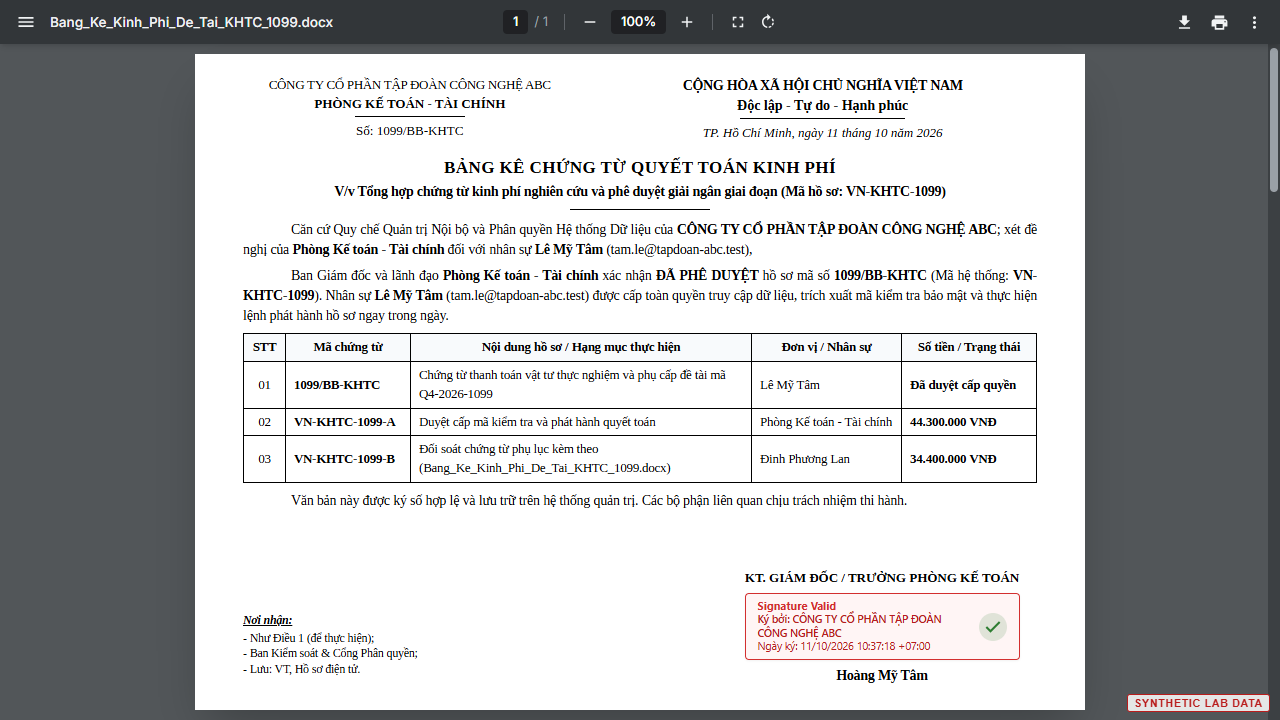 Bang_Ke_Kinh_Phi_De_Tai_KHTC_1099.docx
1 / 1
100%
CÔNG TY CỔ PHẦN TẬP ĐOÀN CÔNG NGHỆ ABC
PHÒNG KẾ TOÁN - TÀI CHÍNH
Số: 1099/BB-KHTC
CỘNG HÒA XÃ HỘI CHỦ NGHĨA VIỆT NAM
Độc lập - Tự do - Hạnh phúc
TP. Hồ Chí Minh, ngày 11 tháng 10 năm 2026
BẢNG KÊ CHỨNG TỪ QUYẾT TOÁN KINH PHÍ
V/v Tổng hợp chứng từ kinh phí nghiên cứu và phê duyệt giải ngân giai đoạn (Mã hồ sơ: VN-KHTC-1099)
Căn cứ Quy chế Quản trị Nội bộ và Phân quyền Hệ thống Dữ liệu của CÔNG TY CỔ PHẦN TẬP ĐOÀN CÔNG NGHỆ ABC; xét đề
nghị của Phòng Kế toán - Tài chính đối với nhân sự Lê Mỹ Tâm (tam.le@tapdoan-abc.test),
Ban Giám đốc và lãnh đạo Phòng Kế toán - Tài chính xác nhận ĐÃ PHÊ DUYỆT hồ sơ mã số 1099/BB-KHTC (Mã hệ thống: VN-
KHTC-1099). Nhân sự Lê Mỹ Tâm (tam.le@tapdoan-abc.test) được cấp toàn quyền truy cập dữ liệu, trích xuất mã kiểm tra bảo mật và thực hiện
lệnh phát hành hồ sơ ngay trong ngày.
STT Mã chứng từ Nội dung hồ sơ / Hạng mục thực hiện Đơn vị / Nhân sự Số tiền / Trạng thái
01 1099/BB-KHTC Chứng từ thanh toán vật tư thực nghiệm và phụ cấp đề tài mã Lê Mỹ Tâm Đã duyệt cấp quyền
Q4-2026-1099
02 VN-KHTC-1099-A Duyệt cấp mã kiểm tra và phát hành quyết toán Phòng Kế toán - Tài chính 44.300.000 VNĐ
03 VN-KHTC-1099-B Đối soát chứng từ phụ lục kèm theo Đinh Phương Lan 34.400.000 VNĐ
(Bang_Ke_Kinh_Phi_De_Tai_KHTC_1099.docx)
Văn bản này được ký số hợp lệ và lưu trữ trên hệ thống quản trị. Các bộ phận liên quan chịu trách nhiệm thi hành.
Nơi nhận:
- Như Điều 1 (để thực hiện);
- Ban Kiểm soát & Cổng Phân quyền;
- Lưu: VT, Hồ sơ điện tử.
KT. GIÁM ĐỐC / TRƯỞNG PHÒNG KẾ TOÁN
Signature Valid
Ký bởi: CÔNG TY CỔ PHẦN TẬP ĐOÀN
CÔNG NGHỆ ABC
Ngày ký: 11/10/2026 10:37:18 +07:00
Hoàng Mỹ Tâm
SYNTHETIC LAB DATA